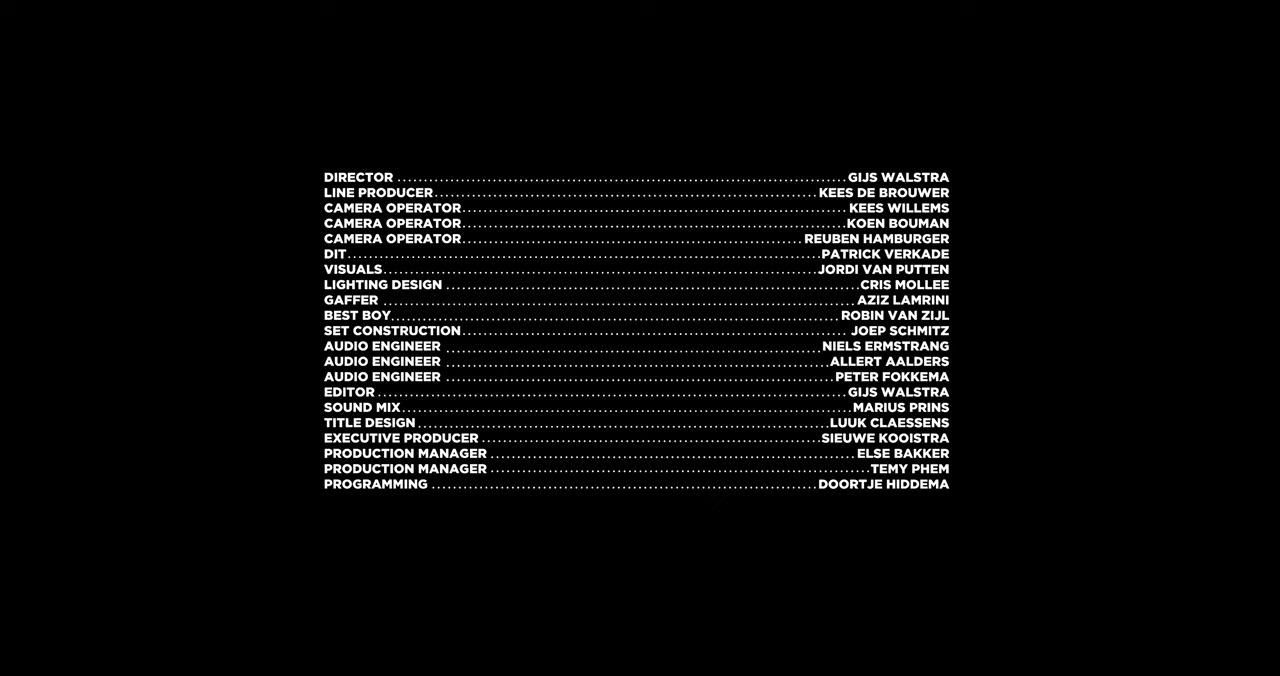 DIRECTOR ........................ GIJS WALSTRA
LINE PRODUCER ........................ KEES DE BROUWER
CAMERA OPERATOR ........................ KEES WILLEMS
CAMERA OPERATOR ........................ KOEN BOUMAN
CAMERA OPERATOR ........................ REUBEN HAMBURGER
DIT ........................ PATRICK VERKADE
VISUALS ........................ JORDI VAN PUTTEN
LIGHTING DESIGN ........................ CRIS MOLLEE
GAFFER ........................ AZIZ LAMRINI
BEST BOY ........................ ROBIN VAN ZIJL
SET CONSTRUCTION ........................ JOEP SCHMITZ
AUDIO ENGINEER ........................ NIELS ERMSTRANG
AUDIO ENGINEER ........................ ALLERT AALDERS
AUDIO ENGINEER ........................ PETER FOKKEMA
EDITOR ........................ GIJS WALSTRA
SOUND MIX ........................ MARIUS PRINS
TITLE DESIGN ........................ LUUK CLAESSENS
EXECUTIVE PRODUCER ........................ SIEUWE KOOISTRA
PRODUCTION MANAGER ........................ ELSE BAKKER
PRODUCTION MANAGER ........................ TEMY PHEM
PROGRAMMING ........................ DOORTJE HIDDEMA